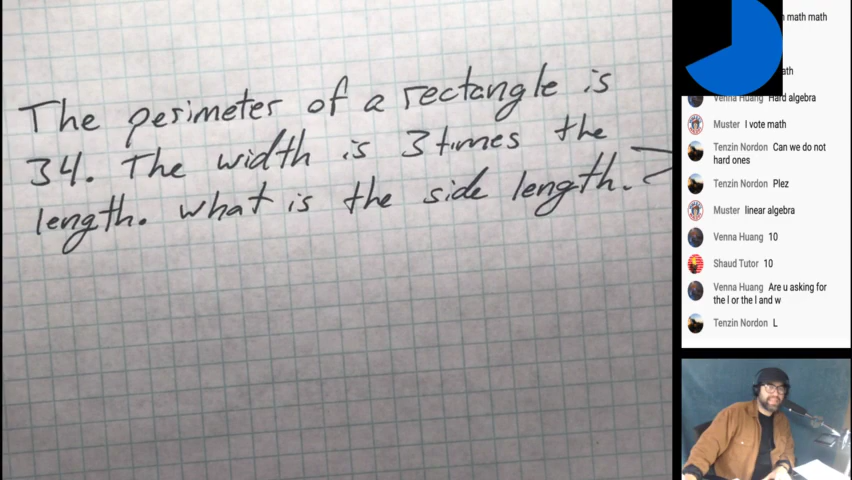 The perimeter of a rectangle is
34. The width is 3 times the
length. what is the side length.
math math
Venna Huang Hard algebra
Muster I vote math
Tenzin Nordon Can we do not
hard ones
Tenzin Nordon Plez
Muster linear algebra
Venna Huang 10
Shaud Tutor 10
Venna Huang Are u asking for
the l or the l and w
Tenzin Nordon L